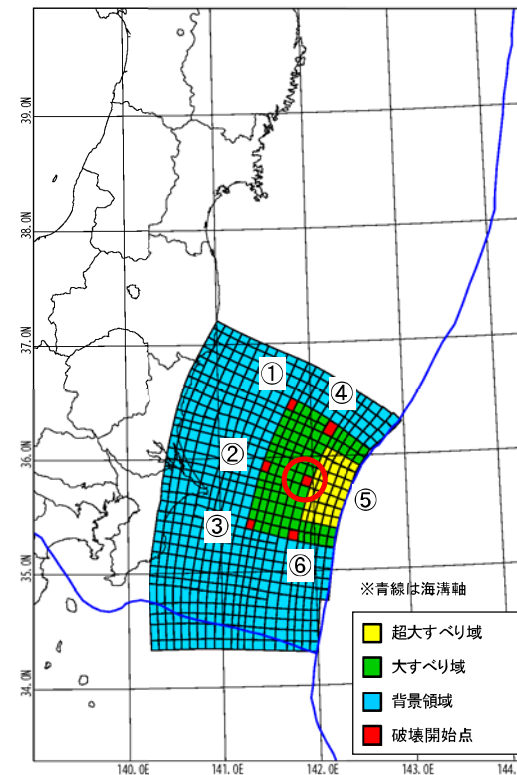 39.0N
38.0N
37.0N
①
④
②
36.0N
⑤
③
⑥
35.0N
※青線は海溝軸
超大すべり域
大すべり域
34.0N
背景領域
破壊開始点
140.0E 141.0E 142.0E 143.0E 144.